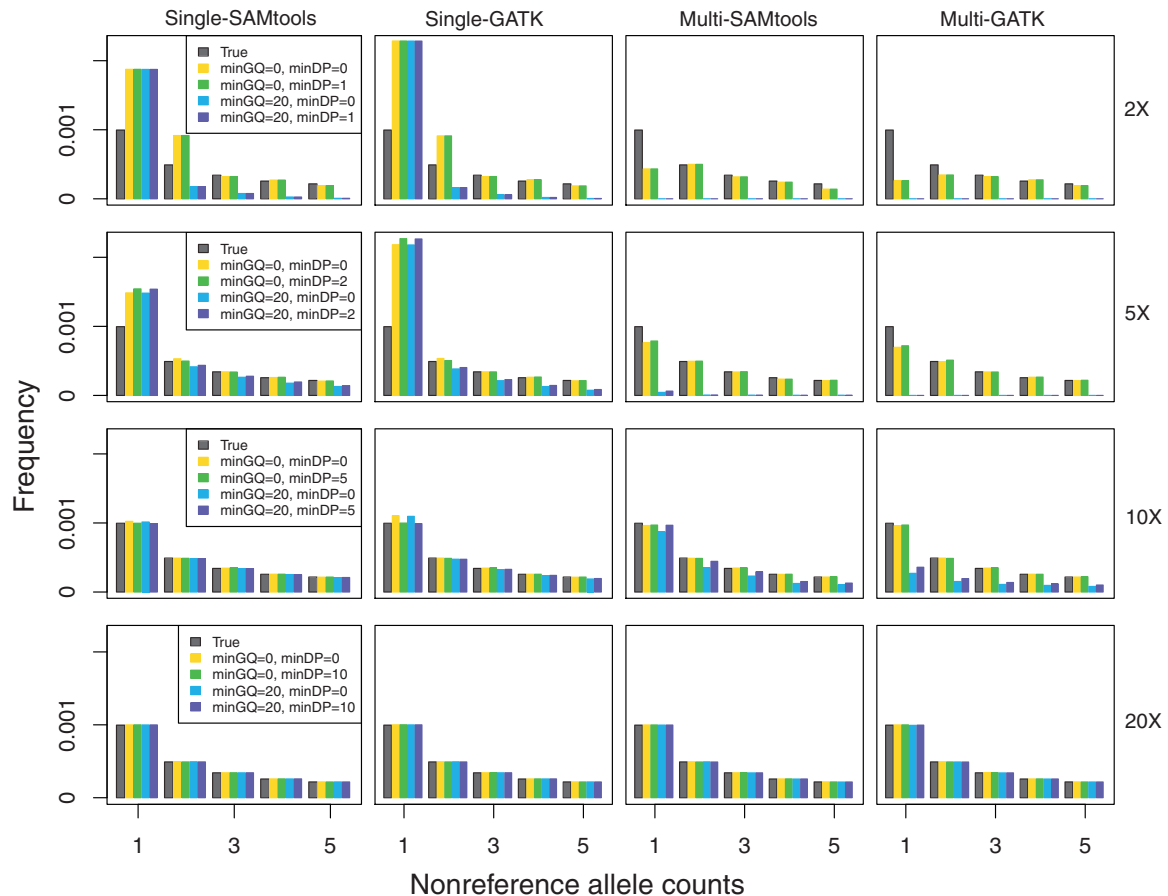 Single-SAMtools Single-GATK Multi-SAMtools Multi-GATK
True
minGQ=0, minDP=0
minGQ=0, minDP=1
minGQ=20, minDP=0
minGQ=20, minDP=1
0.001
0
2X
True
minGQ=0, minDP=0
minGQ=0, minDP=2
minGQ=20, minDP=0
minGQ=20, minDP=2
0.001
0
5X
Frequency
True
minGQ=0, minDP=0
minGQ=0, minDP=5
minGQ=20, minDP=0
minGQ=20, minDP=5
0.001
0
10X
True
minGQ=0, minDP=0
minGQ=0, minDP=10
minGQ=20, minDP=0
minGQ=20, minDP=10
0.001
0
20X
1 3 5 1 3 5 1 3 5 1 3 5
Nonreference allele counts